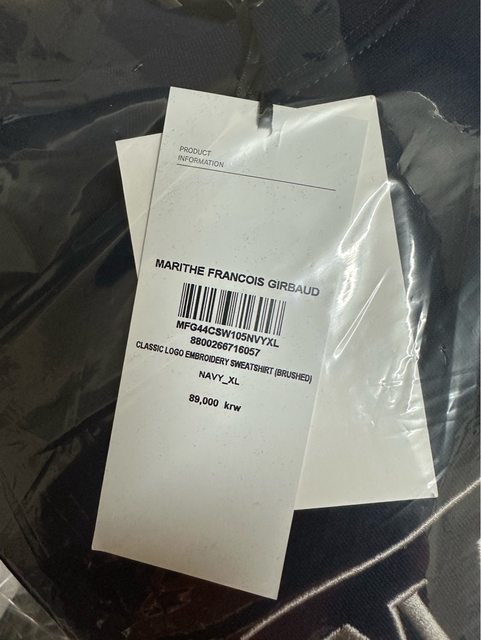 PRODUCT
INFORMATION
MARITHE FRANCOIS GIRBAUD
MFG44CSW105NVYXL
8800266716057
CLASSIC LOGO EMBROIDERY SWEATSHIRT (BRUSHED)
NAVY_XL
89,000 krw